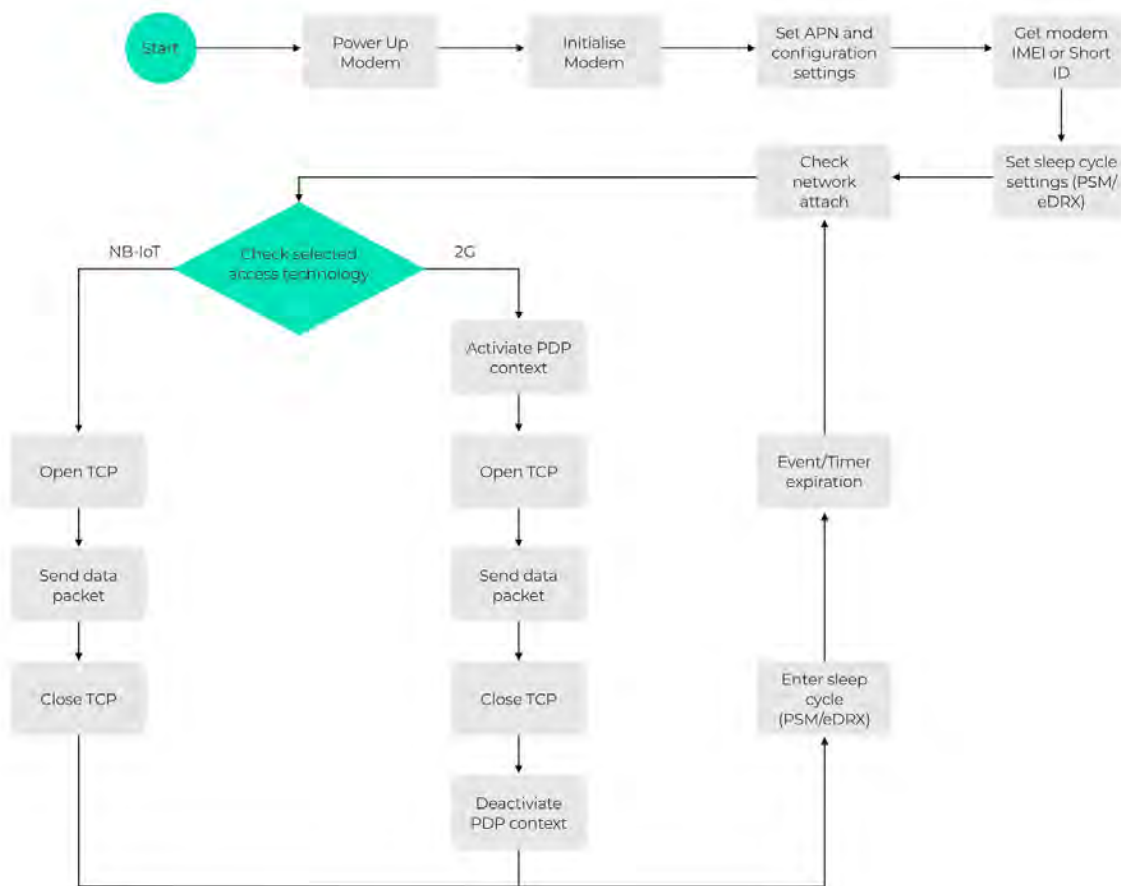 Start
Power Up
Modem
Initialise
Modem
Set APN and
configuration
settings
Get modem
IMEI or Short
ID
Check
network
attach
Set sleep cycle
settings (PSM/
eDRX)
NB-IoT
Check selected
access technology
2G
Activiate PDP
context
Open TCP
Open TCP
Event/Timer
expiration
Send data
packet
Send data
packet
Close TCP
Close TCP
Enter sleep
cycle
(PSM/eDRX)
Deactiviate
PDP context